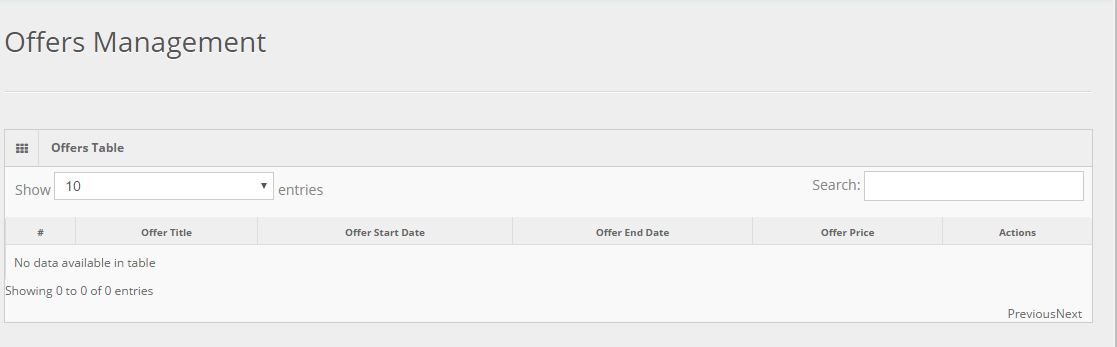 Offers Management
Offers Table
Show 10 entries Search:
# Offer Title Offer Start Date Offer End Date Offer Price Actions
No data available in table
Showing 0 to 0 of 0 entries
PreviousNext